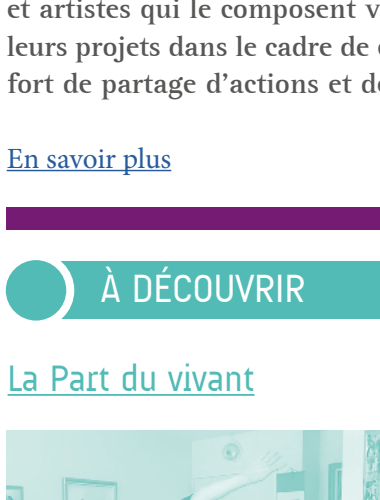 et artistes qui le composent
leurs projets dans le cadre de
fort de partage d'actions et
En savoir plus
À DÉCOUVRIR
La Part du vivant